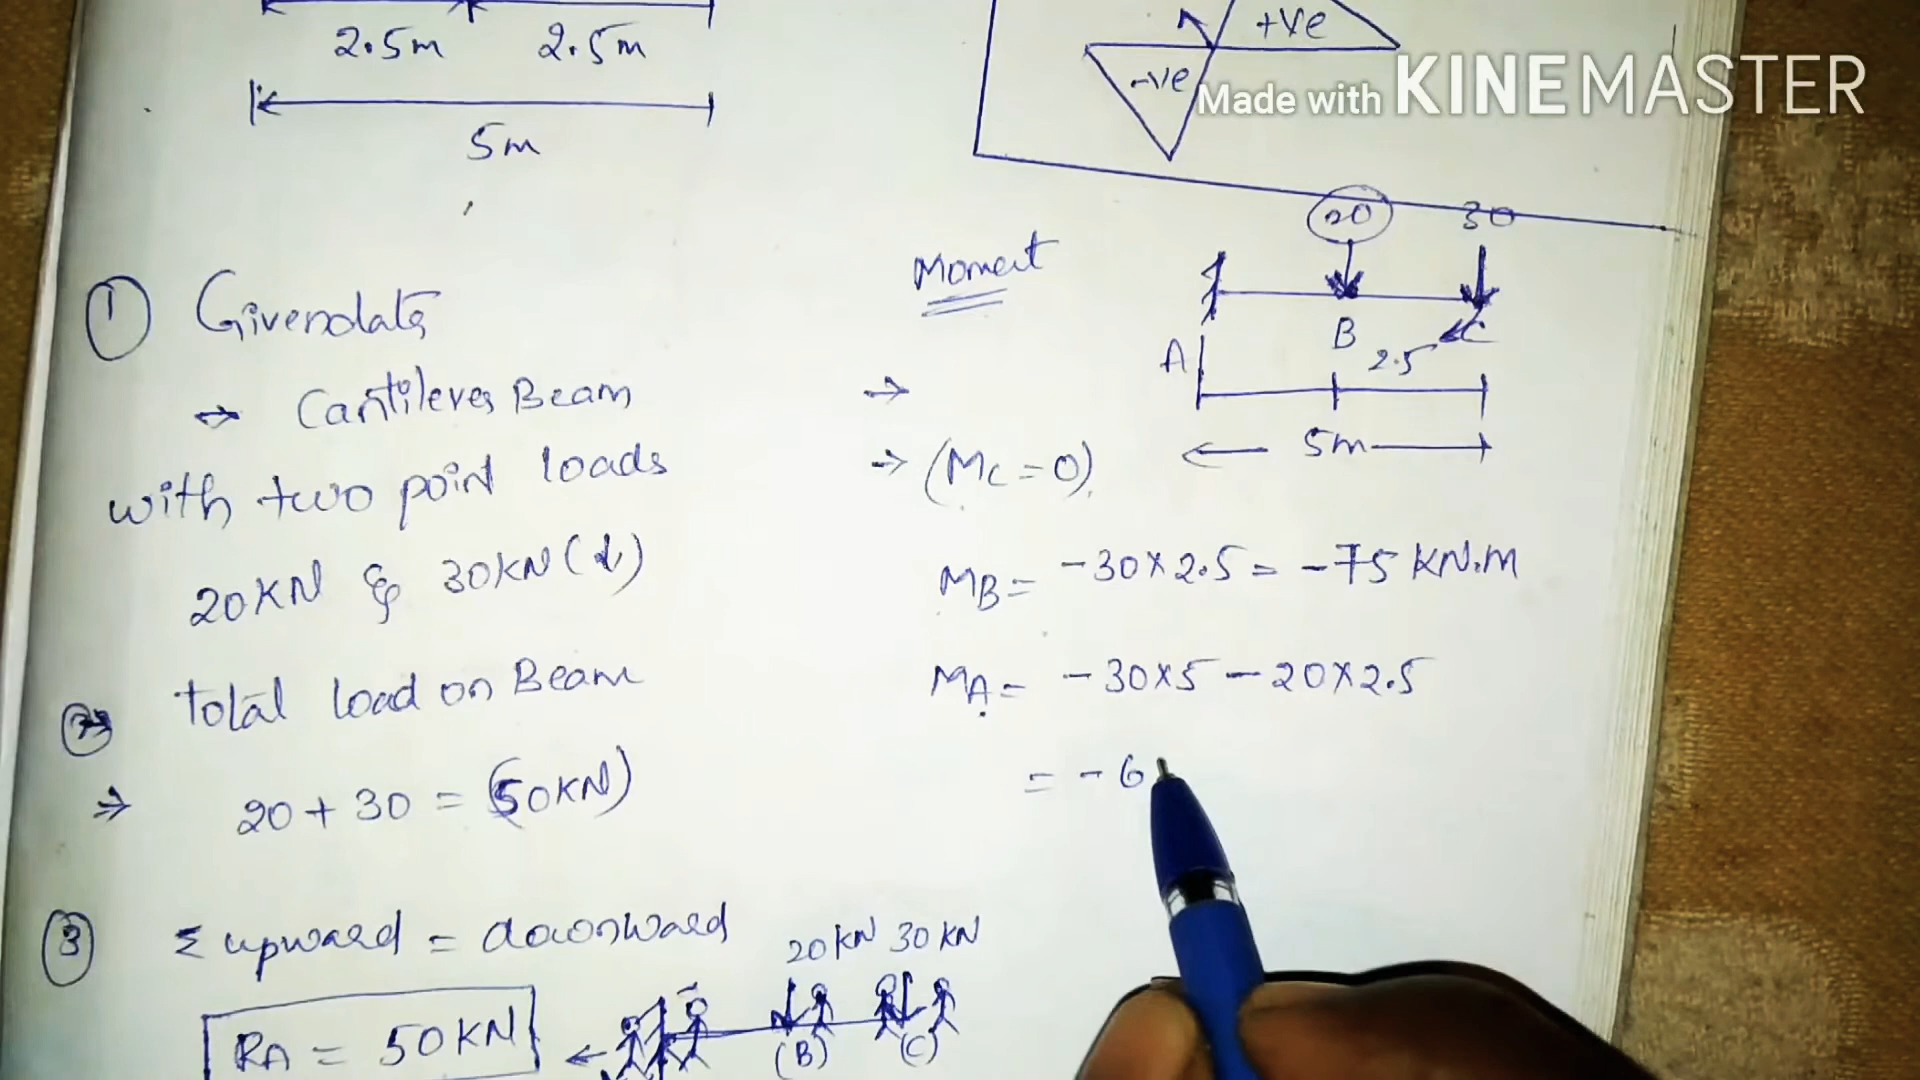 2.5m 2.5m
5m
+ve
-ve
Made with KINEMASTER
1 Givendata
⇒ Cantilever Beam
with two point loads
20KN & 30KN (↓)
total load on Beam
⇒ 20 + 30 = (50KN)
3 Σ upward = downward
RA = 50KN
20KN 30KN
(B) (C)
Moment
20 30
A B C
2.5
5m
→
→ (Mc = 0)
MB = -30×2.5 = -75 KN.m
MA = -30×5 - 20×2.5
= - 6